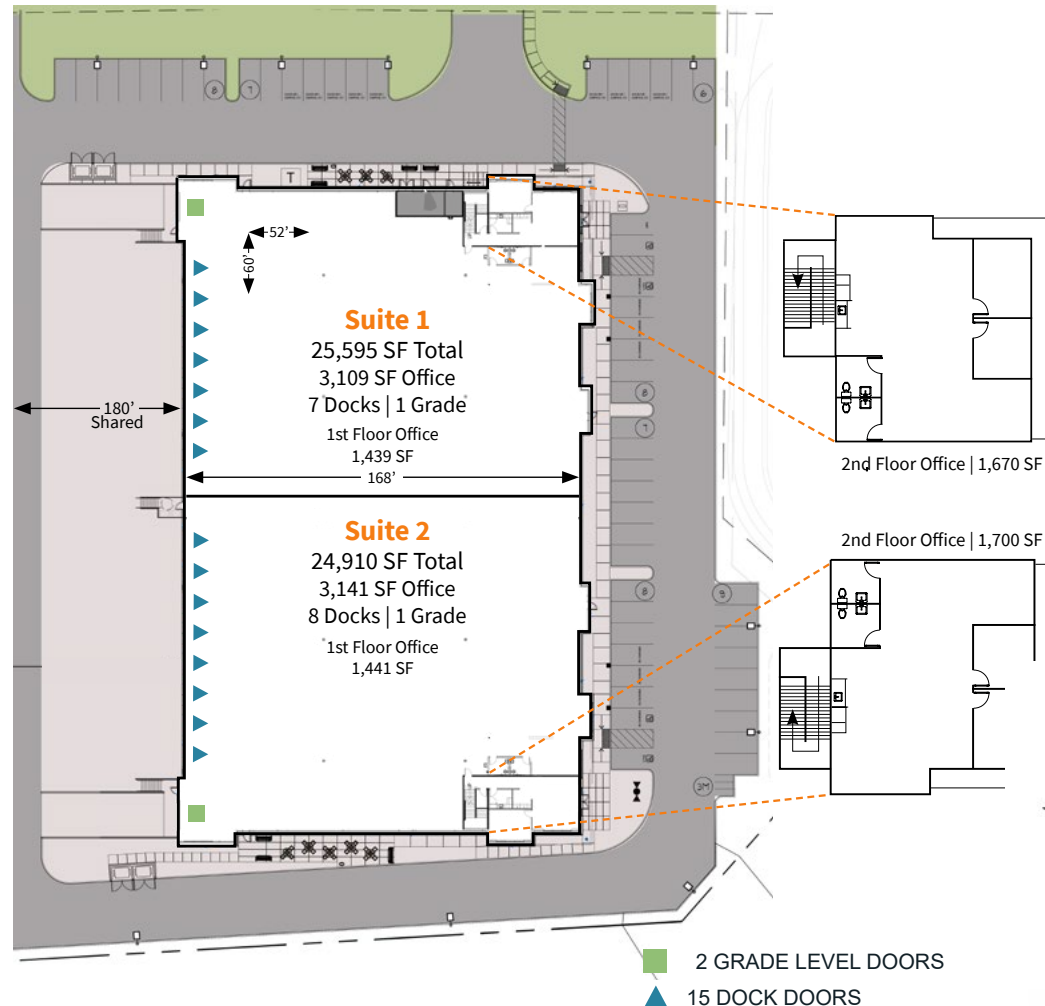 T
52'
60'
Suite 1
25,595 SF Total
3,109 SF Office
7 Docks | 1 Grade
1st Floor Office
1,439 SF
180'
Shared
168'
2nd Floor Office | 1,670 SF
Suite 2
24,910 SF Total
3,141 SF Office
8 Docks | 1 Grade
1st Floor Office
1,441 SF
2nd Floor Office | 1,700 SF
2 GRADE LEVEL DOORS
15 DOCK DOORS